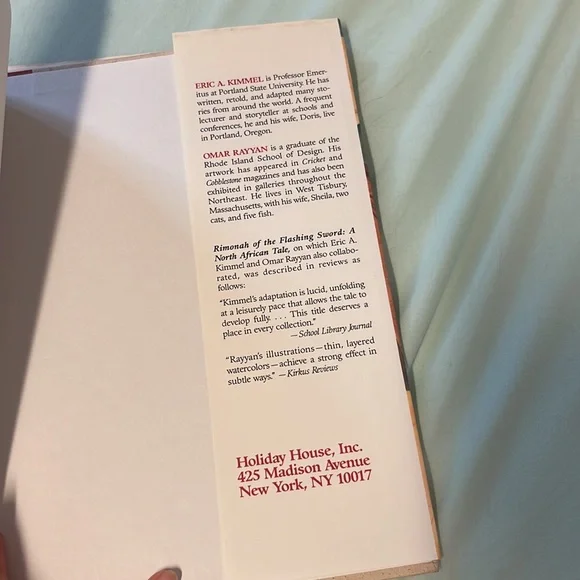 ERIC A. KIMMEL is Professor Emer-
itus at Portland State University. He has
written, retold, and adapted many sto-
ries from around the world. A frequent
lecturer and storyteller at schools and
conferences, he and his wife, Doris, live
in Portland, Oregon.
OMAR RAYYAN is a graduate of the
Rhode Island School of Design. His
artwork has appeared in Cricket and
Cobblestone magazines and has also been
exhibited in galleries throughout the
Northeast. He lives in West Tisbury,
Massachusetts, with his wife, Sheila, two
cats, and five fish.
Rimonah of the Flashing Sword: A
North African Tale, on which Eric A.
Kimmel and Omar Rayyan also collabo-
rated, was described in reviews as
follows:
"Kimmel's adaptation is lucid, unfolding
at a leisurely pace that allows the tale to
develop fully. . . . This title deserves a
place in every collection."
—School Library Journal
"Rayyan's illustrations—thin, layered
watercolors—achieve a strong effect in
subtle ways." —Kirkus Reviews
Holiday House, Inc.
425 Madison Avenue
New York, NY 10017